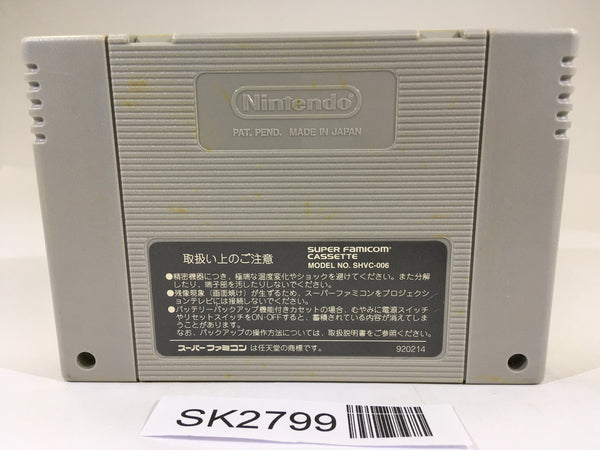 Nintendo
PAT. PEND. MADE IN JAPAN
取扱い上のご注意
SUPER FAMICOM
CASSETTE
MODEL NO. SHVC-006
●精密機器につき、極端な温度変化やショックを避けてください。また分解
したり、端子部を汚したりしないでください。
●残像現象（画面焼け）が生ずるため、スーパーファミコンをプロジェクシ
ョンテレビには接続しないでください。
●バッテリーバックアップ機能付きカセットの場合、むやみに電源スイッチ
やリセットスイッチをON·OFFすると、蓄積されている内容が消えてしま
うことがあります。
なお、バックアップの操作方法については、取扱説明書をご参照ください。
スーパーファミコンは任天堂の商標です。
920214
SK2799